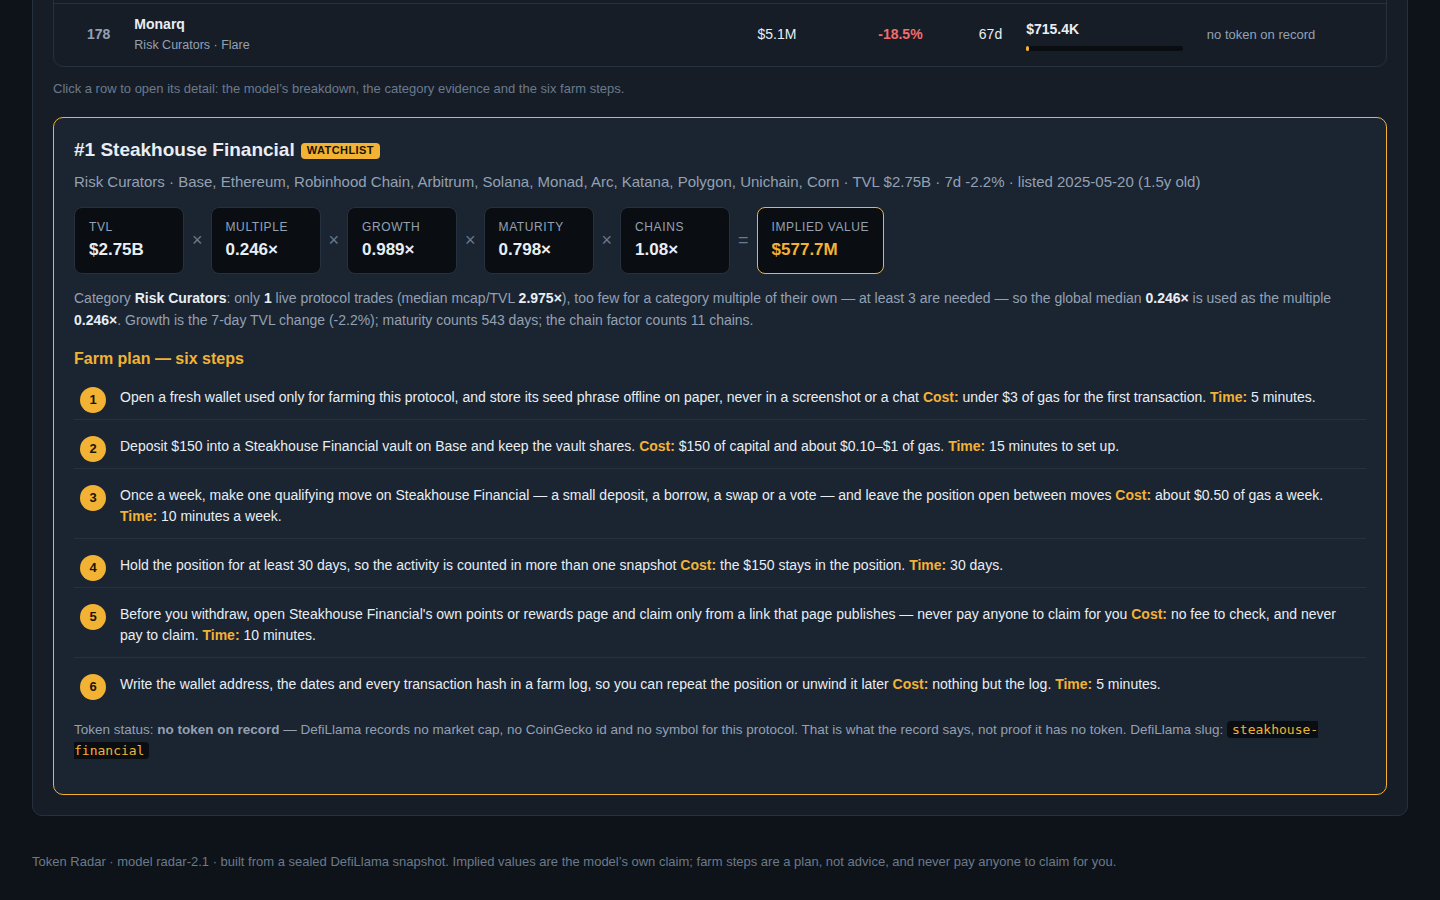 178
Monarq
Risk Curators · Flare
$5.1M
-18.5%
67d
$715.4K
no token on record
Click a row to open its detail: the model’s breakdown, the category evidence and the six farm steps.
#1 Steakhouse Financial WATCHLIST
Risk Curators · Base, Ethereum, Robinhood Chain, Arbitrum, Solana, Monad, Arc, Katana, Polygon, Unichain, Corn · TVL $2.75B · 7d -2.2% · listed 2025-05-20 (1.5y old)
TVL
$2.75B
×
MULTIPLE
0.246×
×
GROWTH
0.989×
×
MATURITY
0.798×
×
CHAINS
1.08×
=
IMPLIED VALUE
$577.7M
Category Risk Curators: only 1 live protocol trades (median mcap/TVL 2.975×), too few for a category multiple of their own — at least 3 are needed — so the global median 0.246× is used as the multiple
0.246×. Growth is the 7-day TVL change (-2.2%); maturity counts 543 days; the chain factor counts 11 chains.
Farm plan — six steps
1
Open a fresh wallet used only for farming this protocol, and store its seed phrase offline on paper, never in a screenshot or a chat Cost: under $3 of gas for the first transaction. Time: 5 minutes.
2
Deposit $150 into a Steakhouse Financial vault on Base and keep the vault shares. Cost: $150 of capital and about $0.10–$1 of gas. Time: 15 minutes to set up.
3
Once a week, make one qualifying move on Steakhouse Financial — a small deposit, a borrow, a swap or a vote — and leave the position open between moves Cost: about $0.50 of gas a week.
Time: 10 minutes a week.
4
Hold the position for at least 30 days, so the activity is counted in more than one snapshot Cost: the $150 stays in the position. Time: 30 days.
5
Before you withdraw, open Steakhouse Financial's own points or rewards page and claim only from a link that page publishes — never pay anyone to claim for you Cost: no fee to check, and never
pay to claim. Time: 10 minutes.
6
Write the wallet address, the dates and every transaction hash in a farm log, so you can repeat the position or unwind it later Cost: nothing but the log. Time: 5 minutes.
Token status: no token on record — DefiLlama records no market cap, no CoinGecko id and no symbol for this protocol. That is what the record says, not proof it has no token. DefiLlama slug: steakhouse-
financial
Token Radar · model radar-2.1 · built from a sealed DefiLlama snapshot. Implied values are the model’s own claim; farm steps are a plan, not advice, and never pay anyone to claim for you.